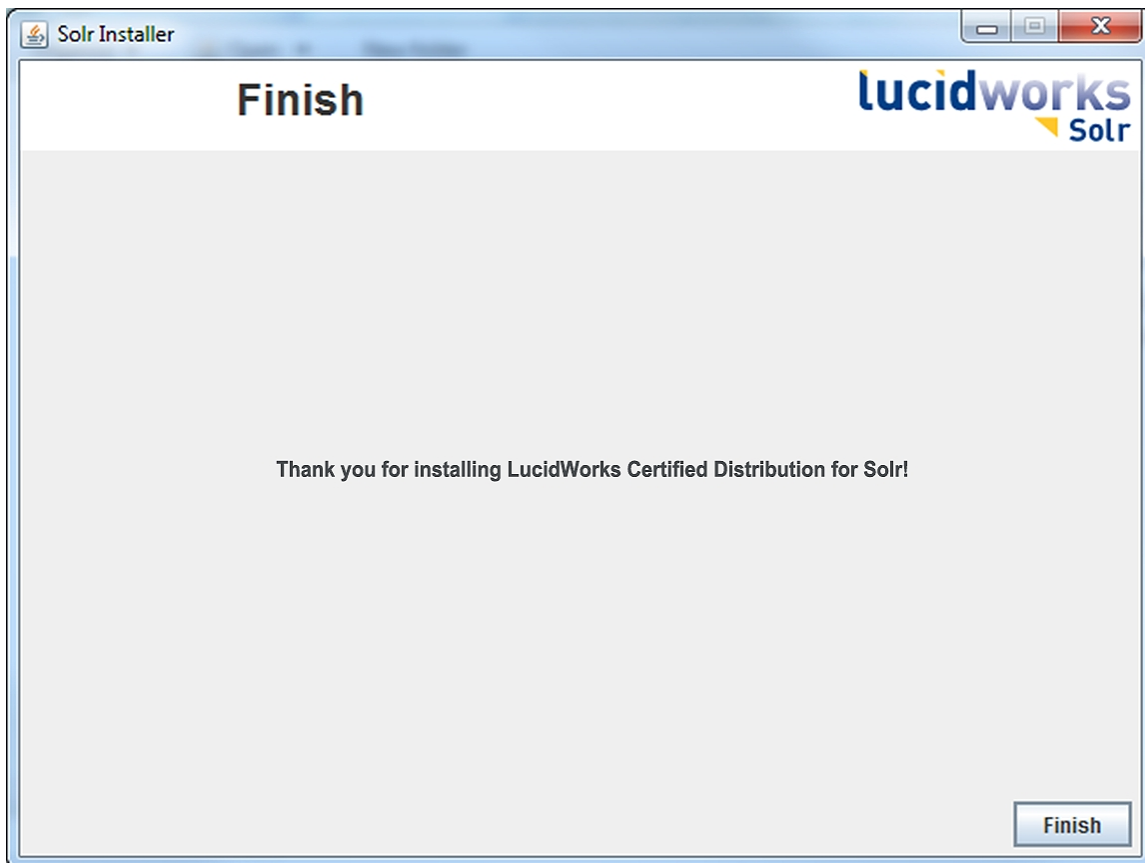 Solr Installer
Finish
lucidworks
Solr
Thank you for installing LucidWorks Certified Distribution for Solr!
Finish